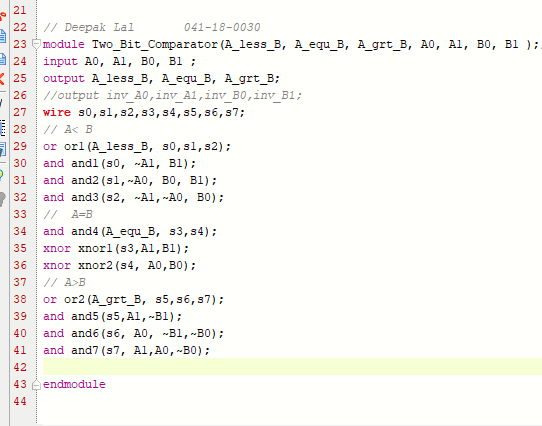 21
22 // Deepak Lal 041-18-0030
23 module Two_Bit_Comparator(A_less_B, A_equ_B, A_grt_B, A0, A1, B0, B1 );
24 input A0, A1, B0, B1 ;
25 output A_less_B, A_equ_B, A_grt_B;
26 //output inv_A0,inv_A1,inv_B0,inv_B1;
27 wire s0,s1,s2,s3,s4,s5,s6,s7;
28 // A< B
29 or or1(A_less_B, s0,s1,s2);
30 and and1(s0, ~A1, B1);
31 and and2(s1,~A0, B0, B1);
32 and and3(s2, ~A1,~A0, B0);
33 // A=B
34 and and4(A_equ_B, s3,s4);
35 xnor xnor1(s3,A1,B1);
36 xnor xnor2(s4, A0,B0);
37 // A>B
38 or or2(A_grt_B, s5,s6,s7);
39 and and5(s5,A1,~B1);
40 and and6(s6, A0, ~B1,~B0);
41 and and7(s7, A1,A0,~B0);
42
43 endmodule
44